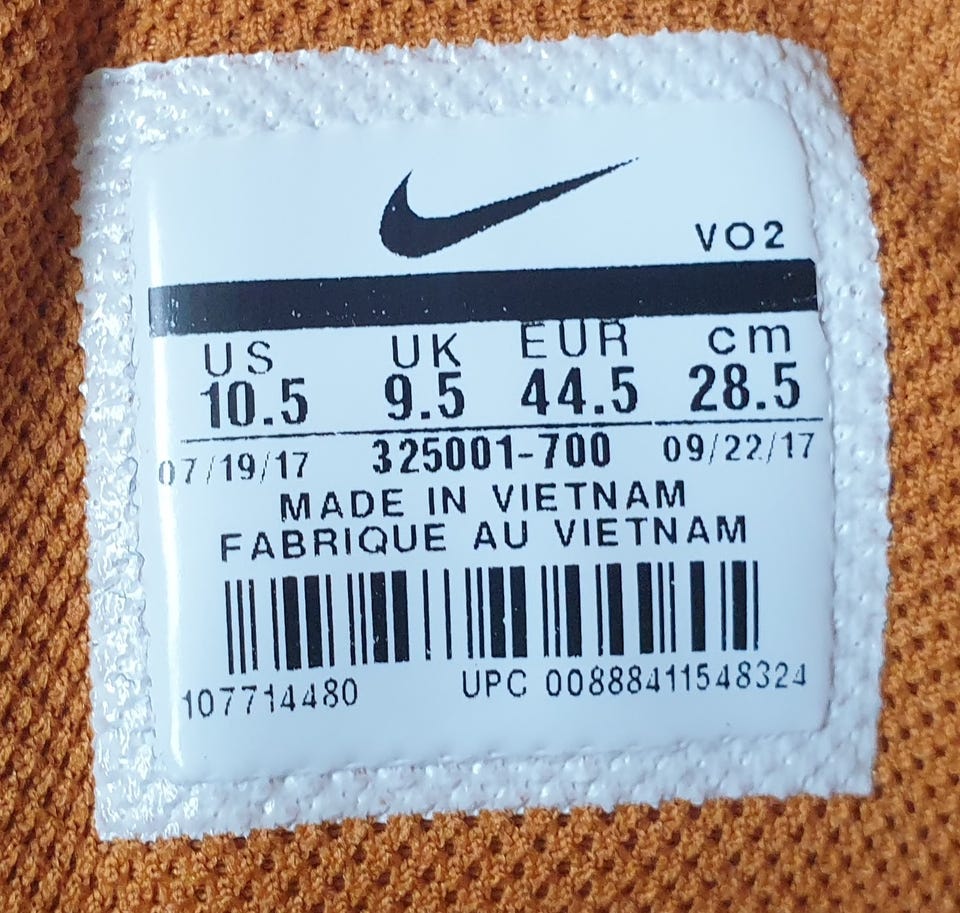 VO2
US UK EUR cm
10.5 9.5 44.5 28.5
07/19/17 325001-700 09/22/17
MADE IN VIETNAM
FABRIQUE AU VIETNAM
107714480 UPC 00888411548324